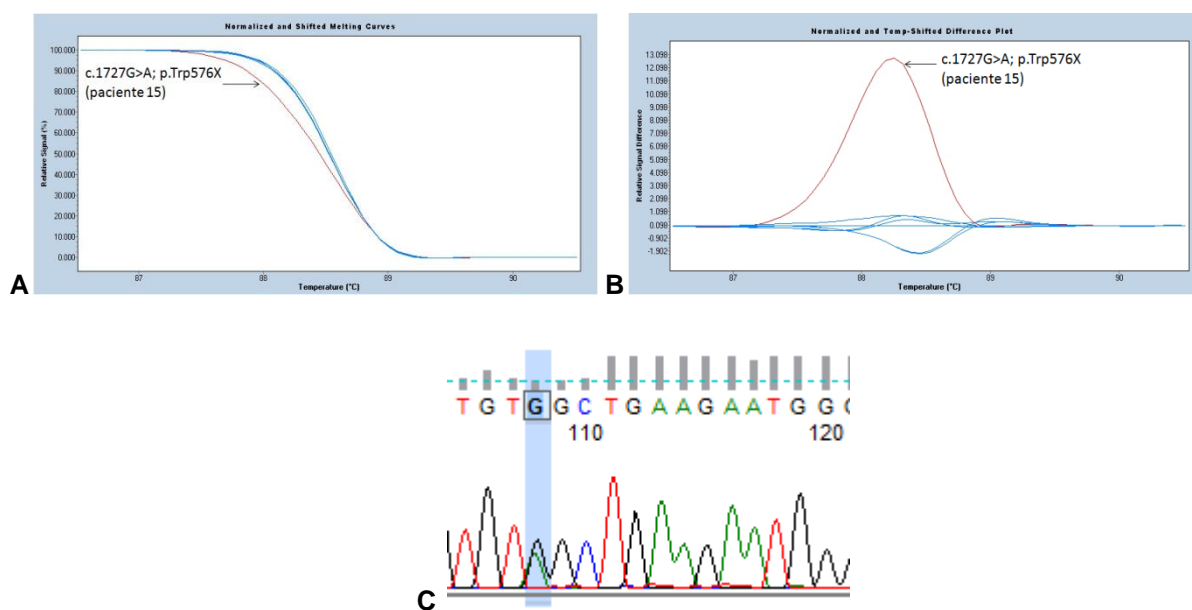 Normalized and Shifted Melting Curves
100.000
90.000
80.000
70.000
60.000
50.000
40.000
30.000
20.000
10.000
0.000
Relative Signal (%)
c.1727G>A; p.Trp576X
(paciente 15)
87 88 89 90
Temperature (°C)
A
Normalized and Temp-Shifted Difference Plot
13.098
12.098
11.098
10.098
9.098
8.098
7.098
6.098
5.098
4.098
3.098
2.098
1.098
0.098
-0.902
-1.902
Relative Signal Difference
c.1727G>A; p.Trp576X
(paciente 15)
87 88 89 90
Temperature (°C)
B
T G T G G C T G A A G A A T G G
110 120
C